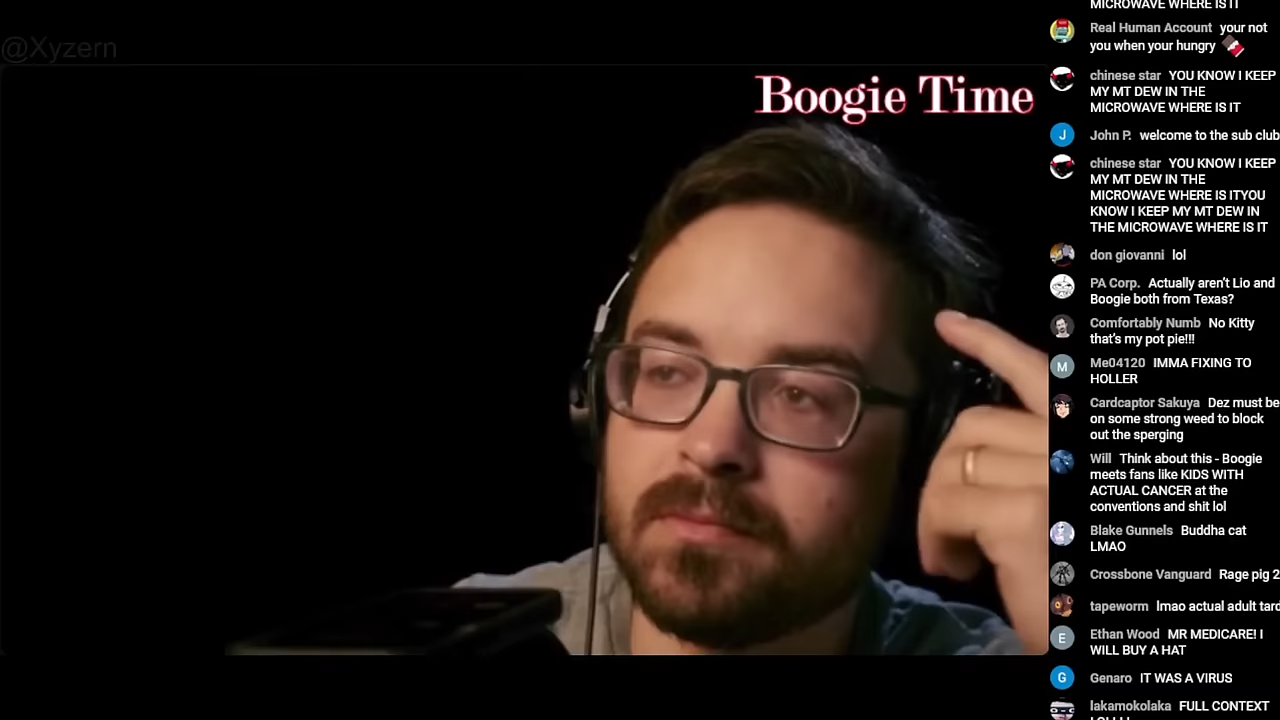 @Xyzern
Boogie Time
MICROWAVE WHERE IS IT
Real Human Account your not
you when your hungry
chinese star YOU KNOW I KEEP
MY MT DEW IN THE
MICROWAVE WHERE IS IT
John P. welcome to the sub club
chinese star YOU KNOW I KEEP
MY MT DEW IN THE
MICROWAVE WHERE IS ITYOU
KNOW I KEEP MY MT DEW IN
THE MICROWAVE WHERE IS IT
don giovanni lol
PA Corp. Actually aren't Lio and
Boogie both from Texas?
Comfortably Numb No Kitty
that's my pot pie!!!
Me04120 IMMA FIXING TO
HOLLER
Cardcaptor Sakuya Dez must be
on some strong weed to block
out the sperging
Will Think about this - Boogie
meets fans like KIDS WITH
ACTUAL CANCER at the
conventions and shit lol
Blake Gunnels Buddha cat
LMAO
Crossbone Vanguard Rage pig 2
tapeworm lmao actual adult tard
Ethan Wood MR MEDICARE! I
WILL BUY A HAT
Genaro IT WAS A VIRUS
lakamokolaka FULL CONTEXT